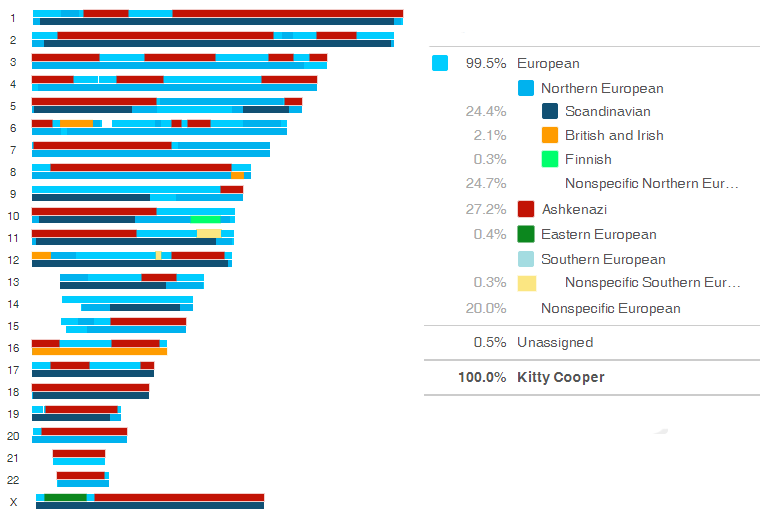 1
2
3
4
5
6
7
8
9
10
11
12
13
14
15
16
17
18
19
20
21
22
X
99.5% European
Northern European
24.4% Scandinavian
2.1% British and Irish
0.3% Finnish
24.7% Nonspecific Northern Eur...
27.2% Ashkenazi
0.4% Eastern European
Southern European
0.3% Nonspecific Southern Eur...
20.0% Nonspecific European
0.5% Unassigned
100.0% Kitty Cooper